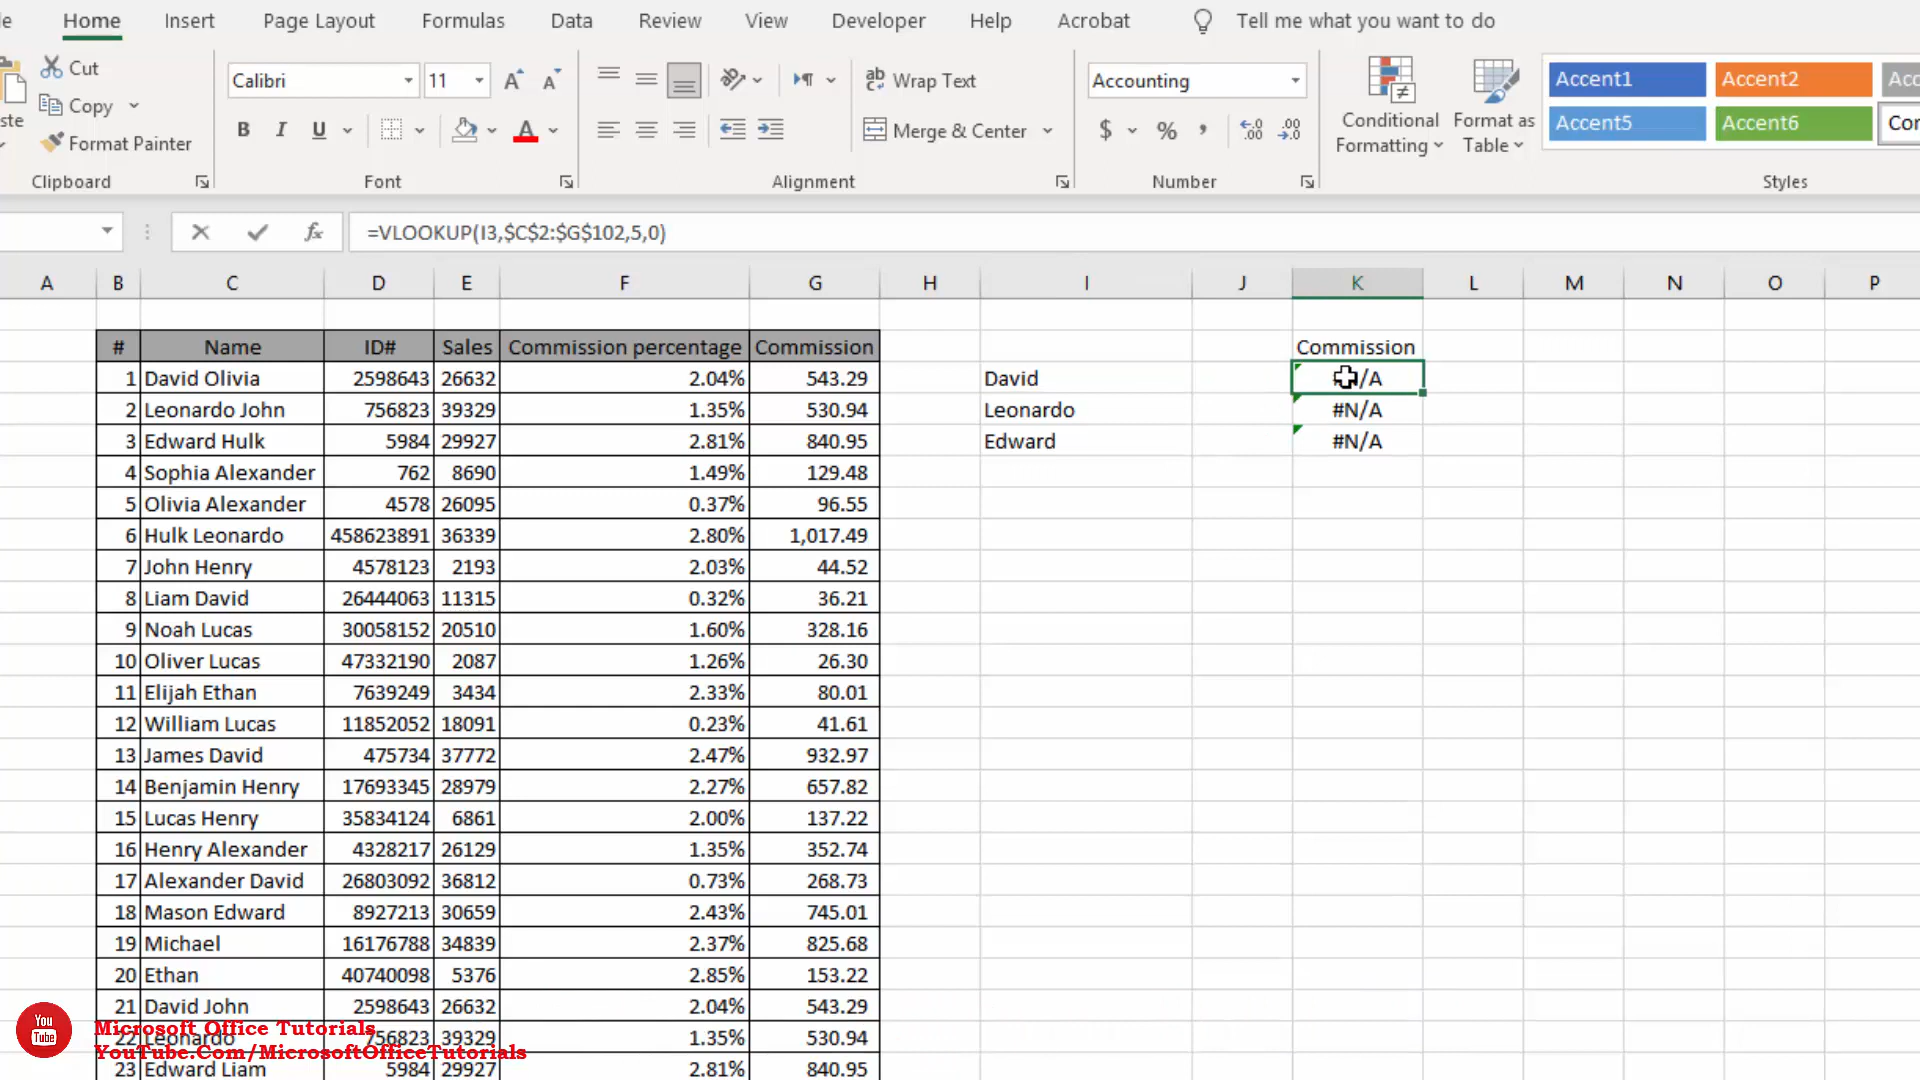 Home Insert Page Layout Formulas Data Review View Developer Help Acrobat Tell me what you want to do
Cut
Copy
Format Painter
Clipboard
Calibri 11
B I U
Font
Wrap Text
Merge & Center
Alignment
Accounting
$ %
Number
Conditional Formatting
Format as Table
Accent1 Accent2
Accent5 Accent6
Styles
fx =VLOOKUP(I3,$C$2:$G$102,5,0)
A B C D E F G H I J K L M N O P
# Name ID# Sales Commission percentage Commission Commission
1 David Olivia 2598643 26632 2.04% 543.29 David
2 Leonardo John 756823 39329 1.35% 530.94 Leonardo #N/A
3 Edward Hulk 5984 29927 2.81% 840.95 Edward #N/A
4 Sophia Alexander 762 8690 1.49% 129.48
5 Olivia Alexander 4578 26095 0.37% 96.55
6 Hulk Leonardo 458623891 36339 2.80% 1,017.49
7 John Henry 4578123 2193 2.03% 44.52
8 Liam David 26444063 11315 0.32% 36.21
9 Noah Lucas 30058152 20510 1.60% 328.16
10 Oliver Lucas 47332190 2087 1.26% 26.30
11 Elijah Ethan 7639249 3434 2.33% 80.01
12 William Lucas 11852052 18091 0.23% 41.61
13 James David 475734 37772 2.47% 932.97
14 Benjamin Henry 17693345 28979 2.27% 657.82
15 Lucas Henry 35834124 6861 2.00% 137.22
16 Henry Alexander 4328217 26129 1.35% 352.74
17 Alexander David 26803092 36812 0.73% 268.73
18 Mason Edward 8927213 30659 2.43% 745.01
19 Michael 16176788 34839 2.37% 825.68
20 Ethan 40740098 5376 2.85% 153.22
21 David John 2598643 26632 2.04% 543.29
22 Leonardo 756823 39329 1.35% 530.94
23 Edward Liam 5984 29927 2.81% 840.95
You Tube
Microsoft Office Tutorials
YouTube.Com/MicrosoftOfficeTutorials